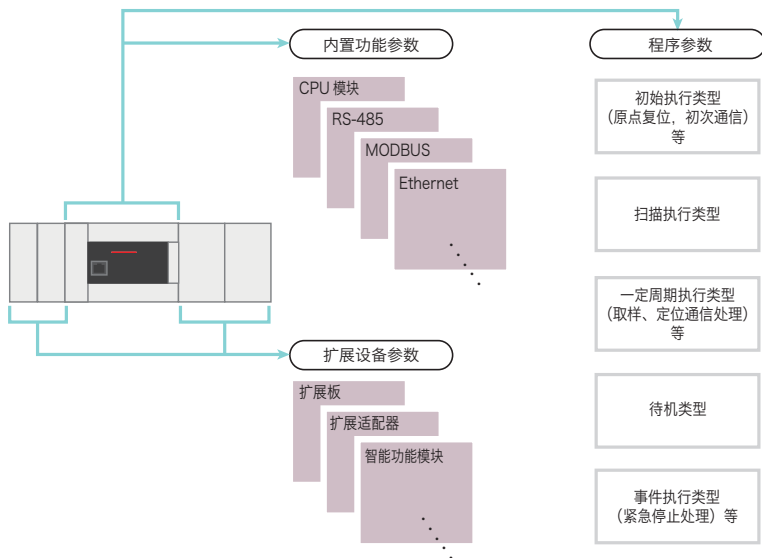 内置功能参数
CPU 模块
RS-485
MODBUS
Ethernet
扩展设备参数
扩展板
扩展适配器
智能功能模块
程序参数
初始执行类型
（原点复位，初次通信）
等
扫描执行类型
一定周期执行类型
（取样、定位通信处理）
等
待机类型
事件执行类型
（紧急停止处理）等